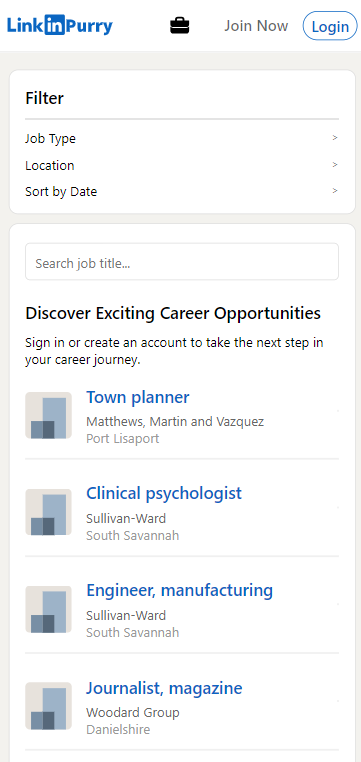 LinkinPurry
Join Now
Login
Filter
Job Type >
Location >
Sort by Date >
Search job title...
Discover Exciting Career Opportunities
Sign in or create an account to take the next step in
your career journey.
Town planner
Matthews, Martin and Vazquez
Port Lisaport
Clinical psychologist
Sullivan-Ward
South Savannah
Engineer, manufacturing
Sullivan-Ward
South Savannah
Journalist, magazine
Woodard Group
Danielshire